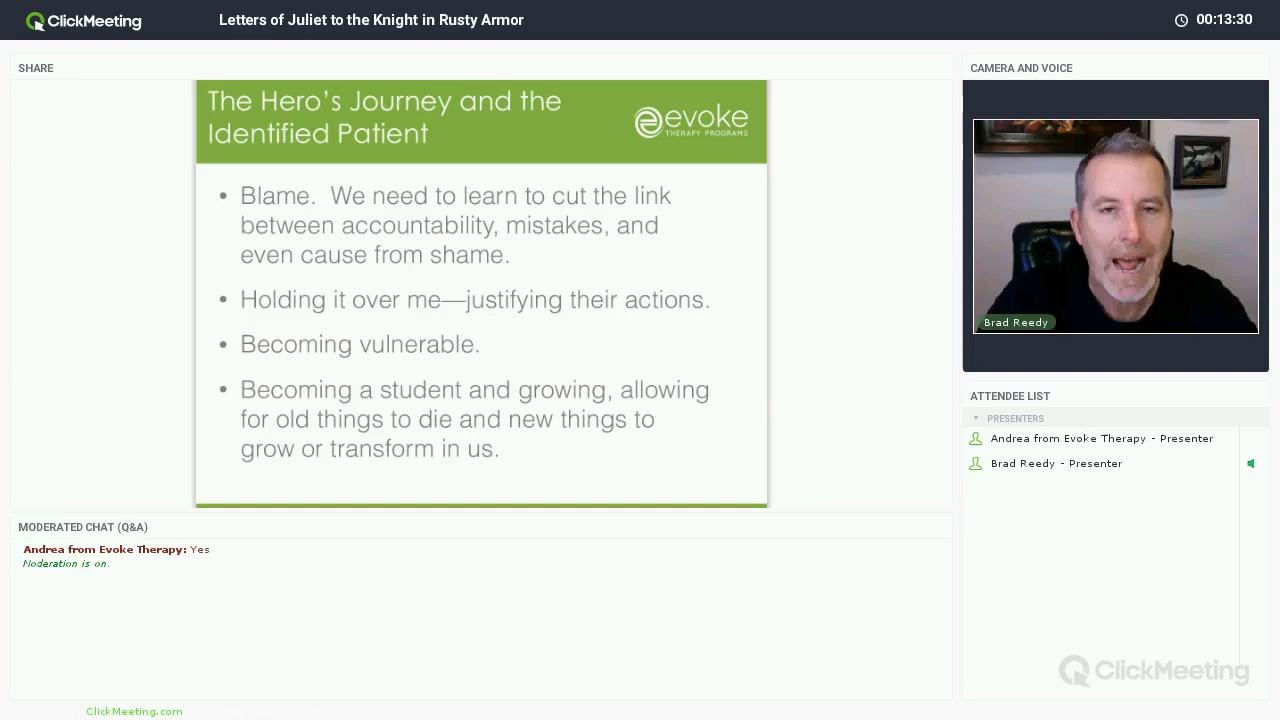 ClickMeeting
Letters of Juliet to the Knight in Rusty Armor
00:13:30
SHARE
The Hero's Journey and the
Identified Patient
evoke
THERAPY PROGRAMS
• Blame. We need to learn to cut the link
between accountability, mistakes, and
even cause from shame.
• Holding it over me—justifying their actions.
• Becoming vulnerable.
• Becoming a student and growing, allowing
for old things to die and new things to
grow or transform in us.
CAMERA AND VOICE
Brad Reedy
ATTENDEE LIST
PRESENTERS
Andrea from Evoke Therapy - Presenter
Brad Reedy - Presenter
MODERATED CHAT (Q&A)
Andrea from Evoke Therapy: Yes
Moderation is on.
ClickMeeting
ClickMeeting.com